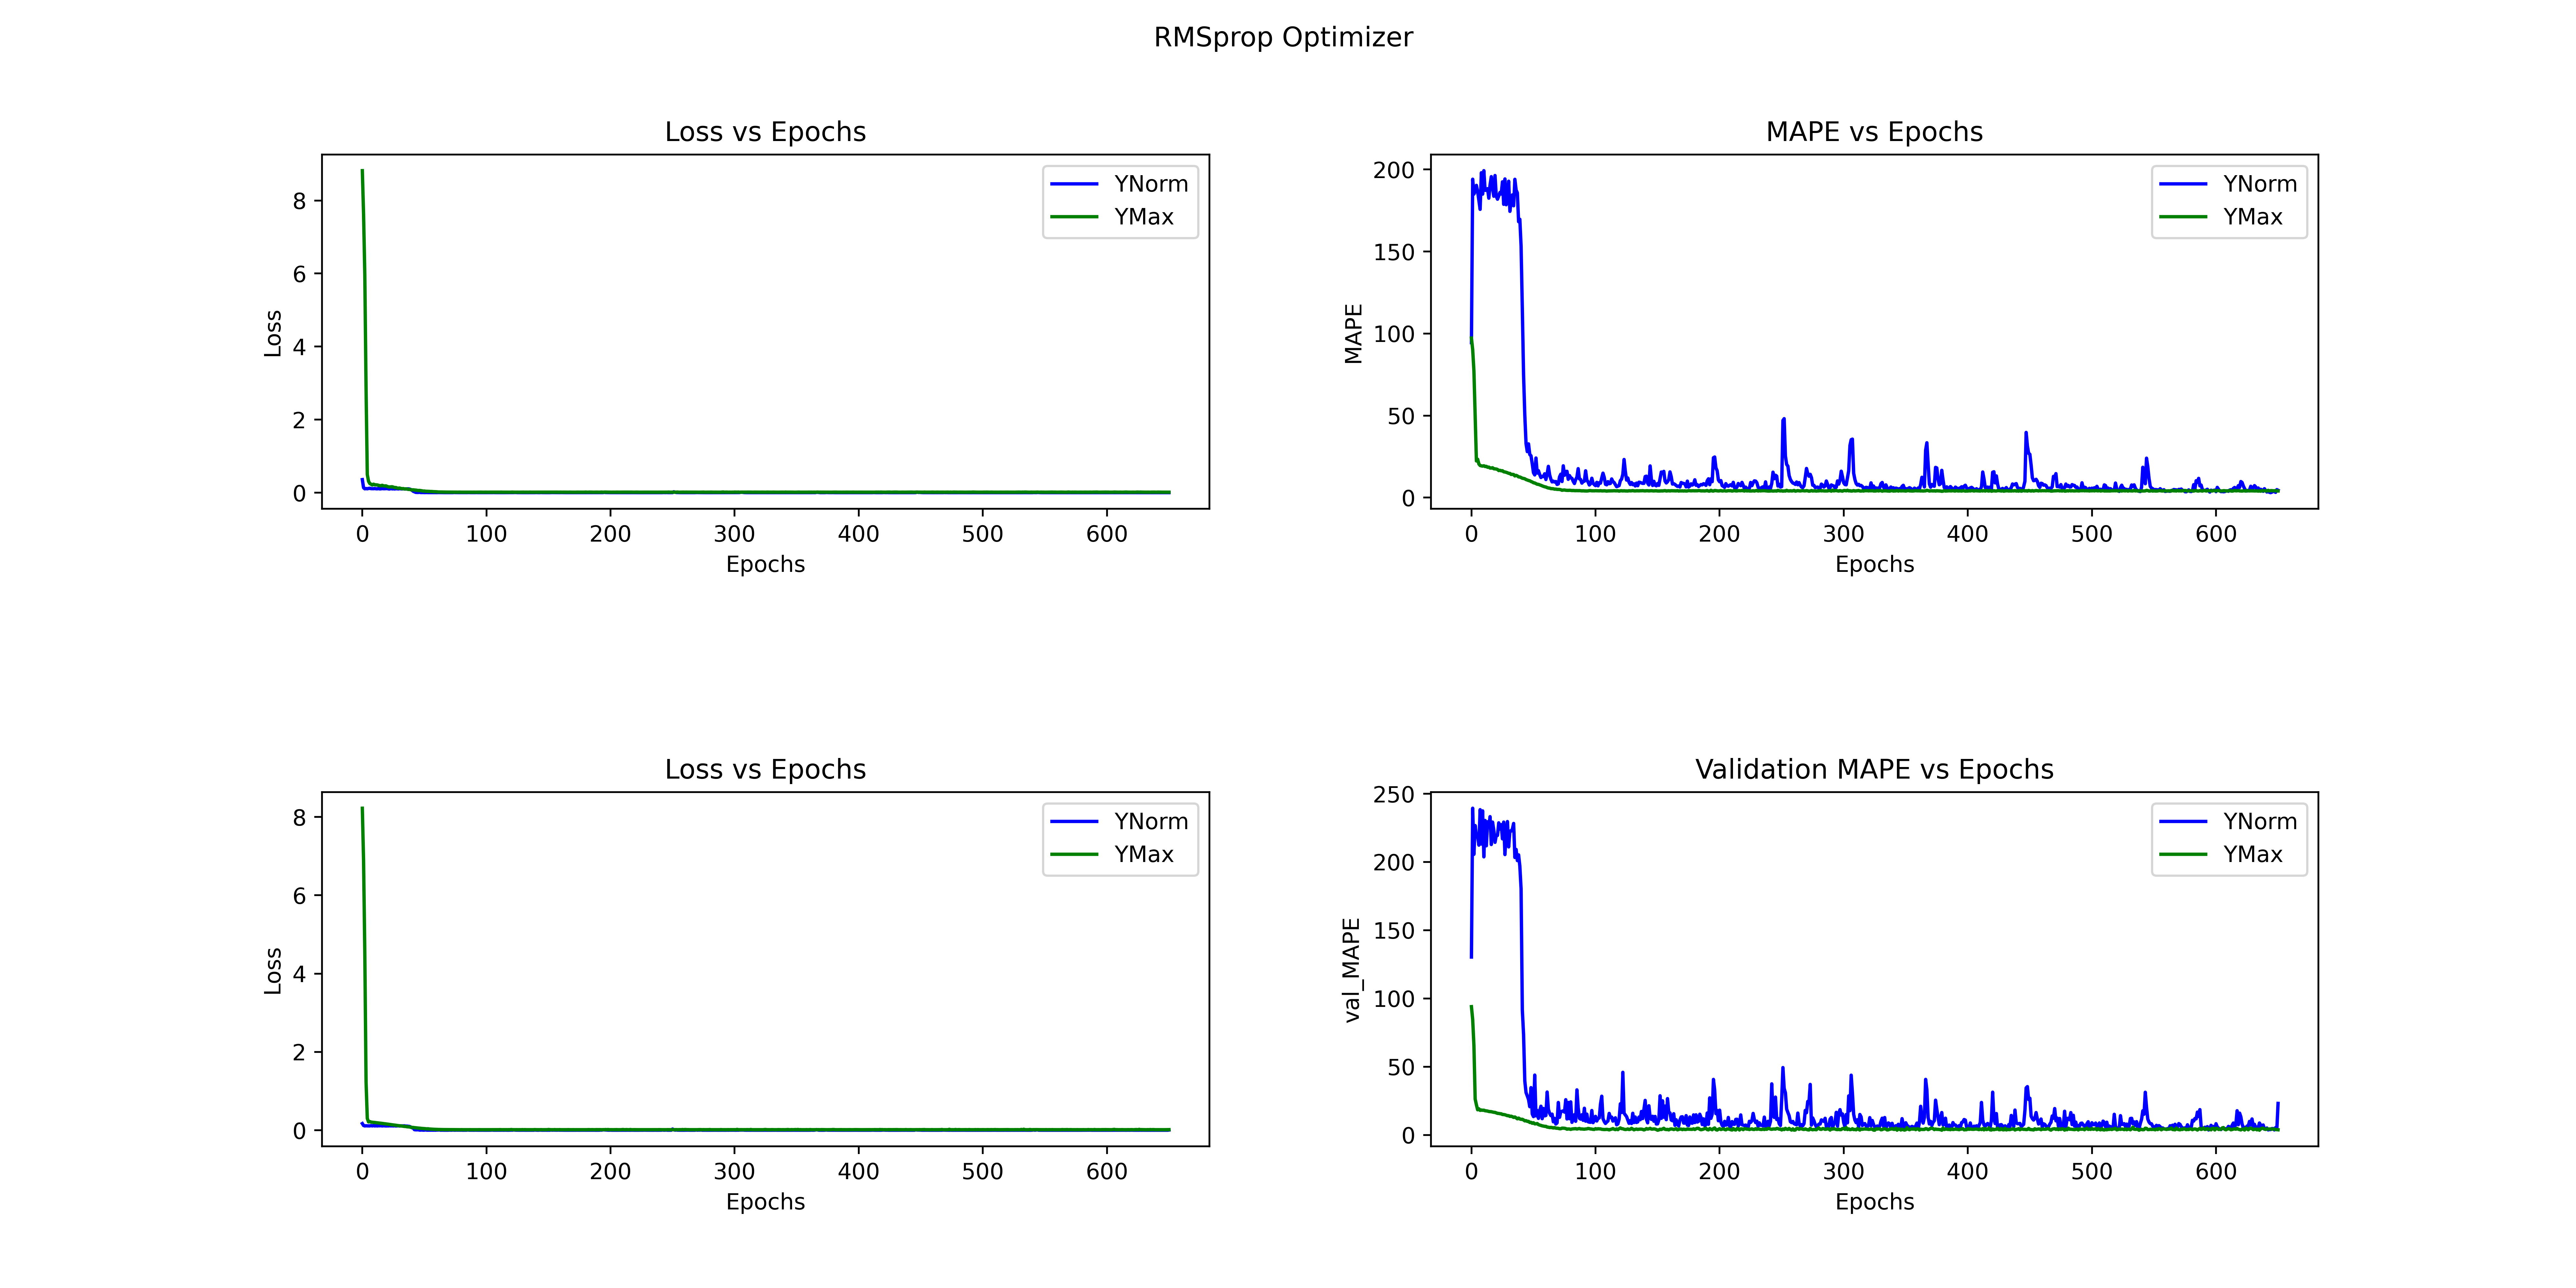 RMSprop Optimizer
Loss vs Epochs
YNorm
YMax
8
6
4
2
0
Loss
0 100 200 300 400 500 600
Epochs
MAPE vs Epochs
YNorm
YMax
200
150
100
50
0
MAPE
0 100 200 300 400 500 600
Epochs
Loss vs Epochs
YNorm
YMax
8
6
4
2
0
Loss
0 100 200 300 400 500 600
Epochs
Validation MAPE vs Epochs
YNorm
YMax
250
200
150
100
50
0
val_MAPE
0 100 200 300 400 500 600
Epochs